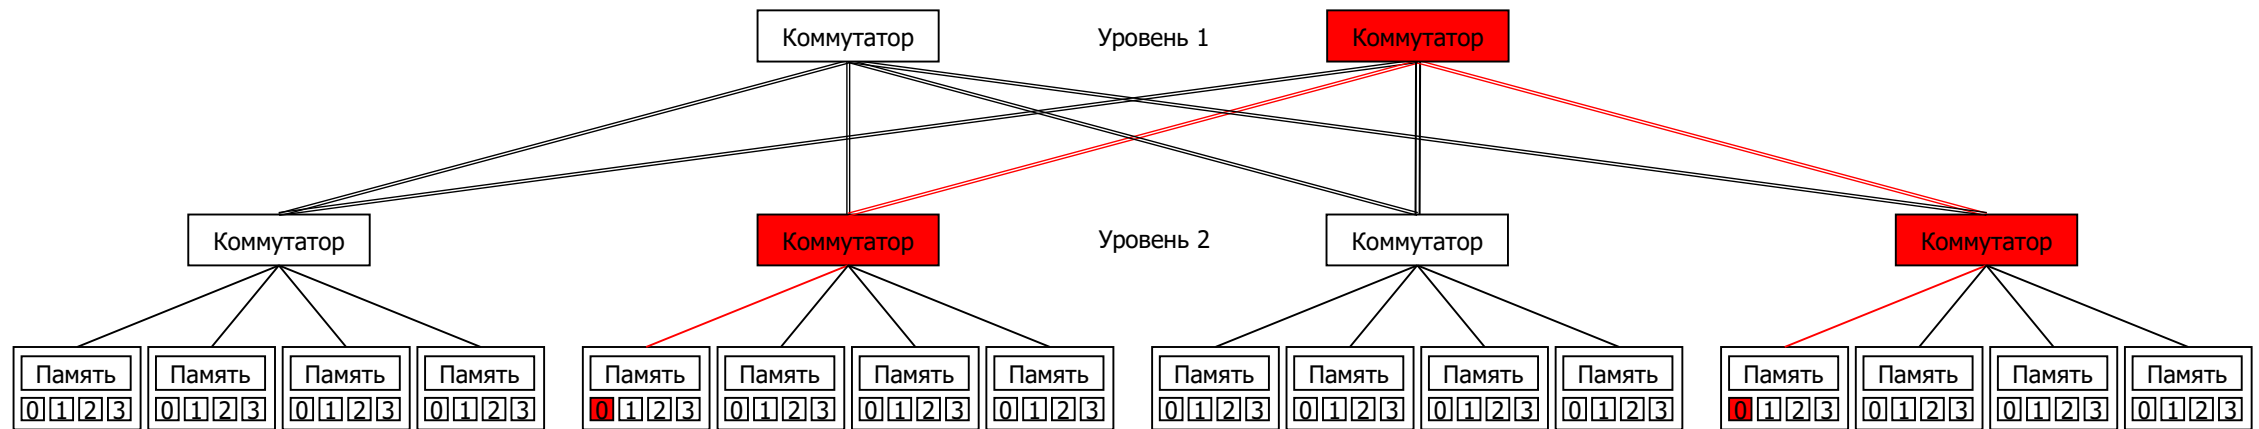 Коммутатор Уровень 1 Коммутатор
Коммутатор Коммутатор Уровень 2 Коммутатор Коммутатор
Память Память Память Память Память Память Память Память Память Память Память Память Память Память Память Память
0 1 2 3 0 1 2 3 0 1 2 3 0 1 2 3 0 1 2 3 0 1 2 3 0 1 2 3 0 1 2 3 0 1 2 3 0 1 2 3 0 1 2 3 0 1 2 3 0 1 2 3 0 1 2 3 0 1 2 3 0 1 2 3